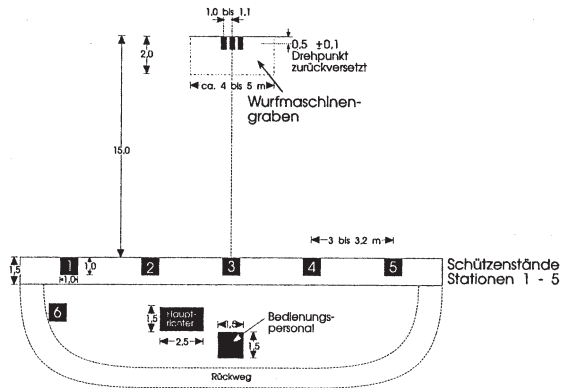 1,0 bis 1,1
2,0
0,5 ±0,1
Drehpunkt
zurückversetzt
ca. 4 bis 5 m
Wurfmaschinen-
graben
15,0
3 bis 3,2 m
1,5
1
1,0
1,0
2
3
4
5
Schützenstände
Stationen 1 - 5
6
1,5
Haupt-
richter
2,5
1,5
1,5
Bedienungs-
personal
Rückweg